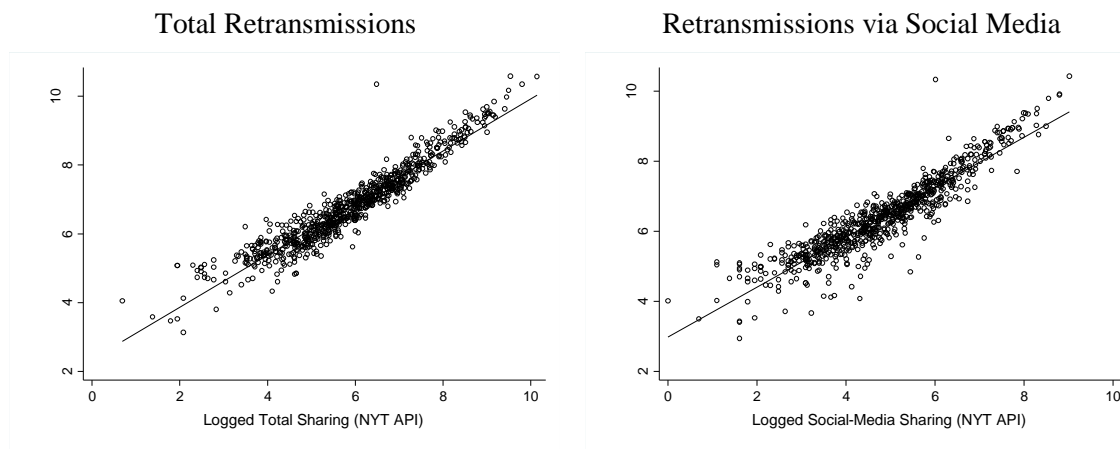 Total Retransmissions
10
8
6
4
2
0 2 4 6 8 10
Logged Total Sharing (NYT API)
Retransmissions via Social Media
10
8
6
4
2
0 2 4 6 8 10
Logged Social-Media Sharing (NYT API)